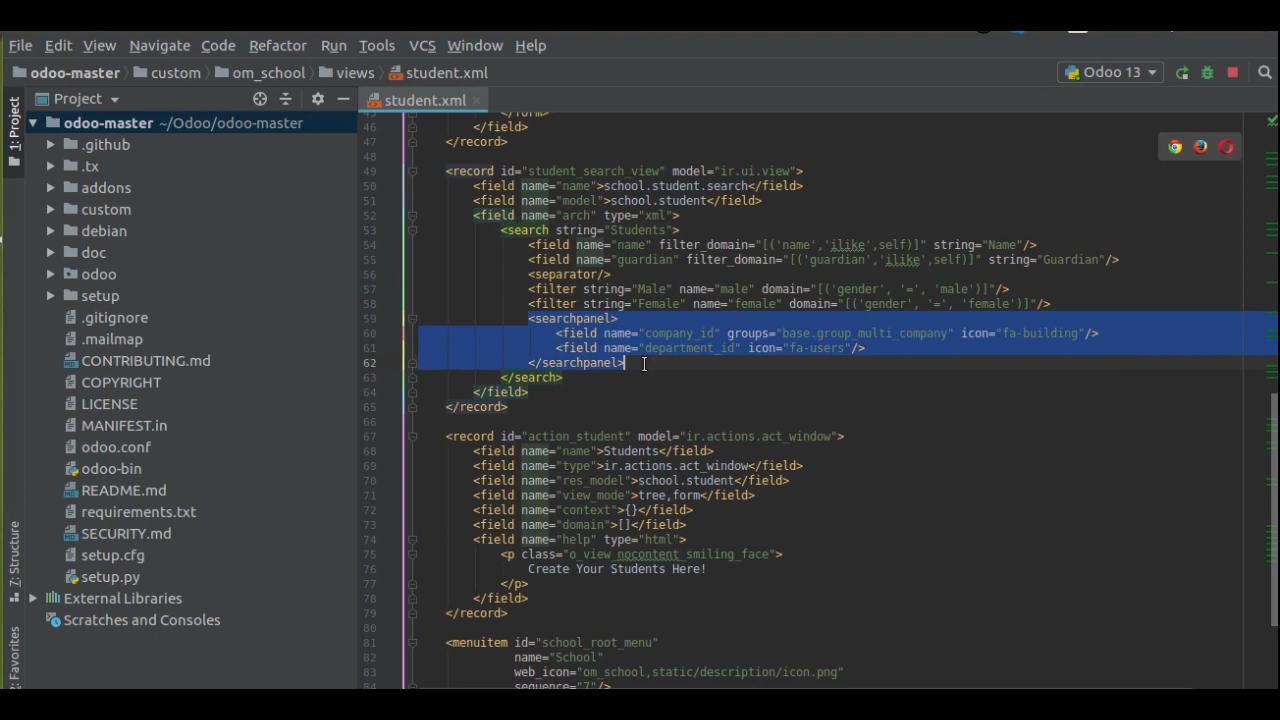 File Edit View Navigate Code Refactor Run Tools VCS Window Help
odoo-master custom om_school views student.xml Odoo 13
1: Project
Project
student.xml
odoo-master ~/Odoo/odoo-master
.github
.tx
addons
custom
debian
doc
odoo
setup
.gitignore
.mailmap
CONTRIBUTING.md
COPYRIGHT
LICENSE
MANIFEST.in
odoo.conf
odoo-bin
README.md
requirements.txt
SECURITY.md
setup.cfg
setup.py
External Libraries
Scratches and Consoles
7: Structure
Favorites
46 </field>
47 </record>
48
49 <record id="student_search_view" model="ir.ui.view">
50 <field name="name">school.student.search</field>
51 <field name="model">school.student</field>
52 <field name="arch" type="xml">
53 <search string="Students">
54 <field name="name" filter_domain="[('name','ilike',self)]" string="Name"/>
55 <field name="guardian" filter_domain="[('guardian','ilike',self)]" string="Guardian"/>
56 <separator/>
57 <filter string="Male" name="male" domain="[('gender', '=', 'male')]"/>
58 <filter string="Female" name="female" domain="[('gender', '=', 'female')]"/>
59 <searchpanel>
60 <field name="company_id" groups="base.group_multi_company" icon="fa-building"/>
61 <field name="department_id" icon="fa-users"/>
62 </searchpanel>
63 </search>
64 </field>
65 </record>
66
67 <record id="action_student" model="ir.actions.act_window">
68 <field name="name">Students</field>
69 <field name="type">ir.actions.act_window</field>
70 <field name="res_model">school.student</field>
71 <field name="view_mode">tree,form</field>
72 <field name="context">{}</field>
73 <field name="domain">[]</field>
74 <field name="help" type="html">
75 <p class="o_view_nocontent_smiling_face">
76 Create Your Students Here!
77 </p>
78 </field>
79 </record>
80
81 <menuitem id="school_root_menu"
82 name="School"
83 web_icon="om_school,static/description/icon.png"
84 sequence="7"/>